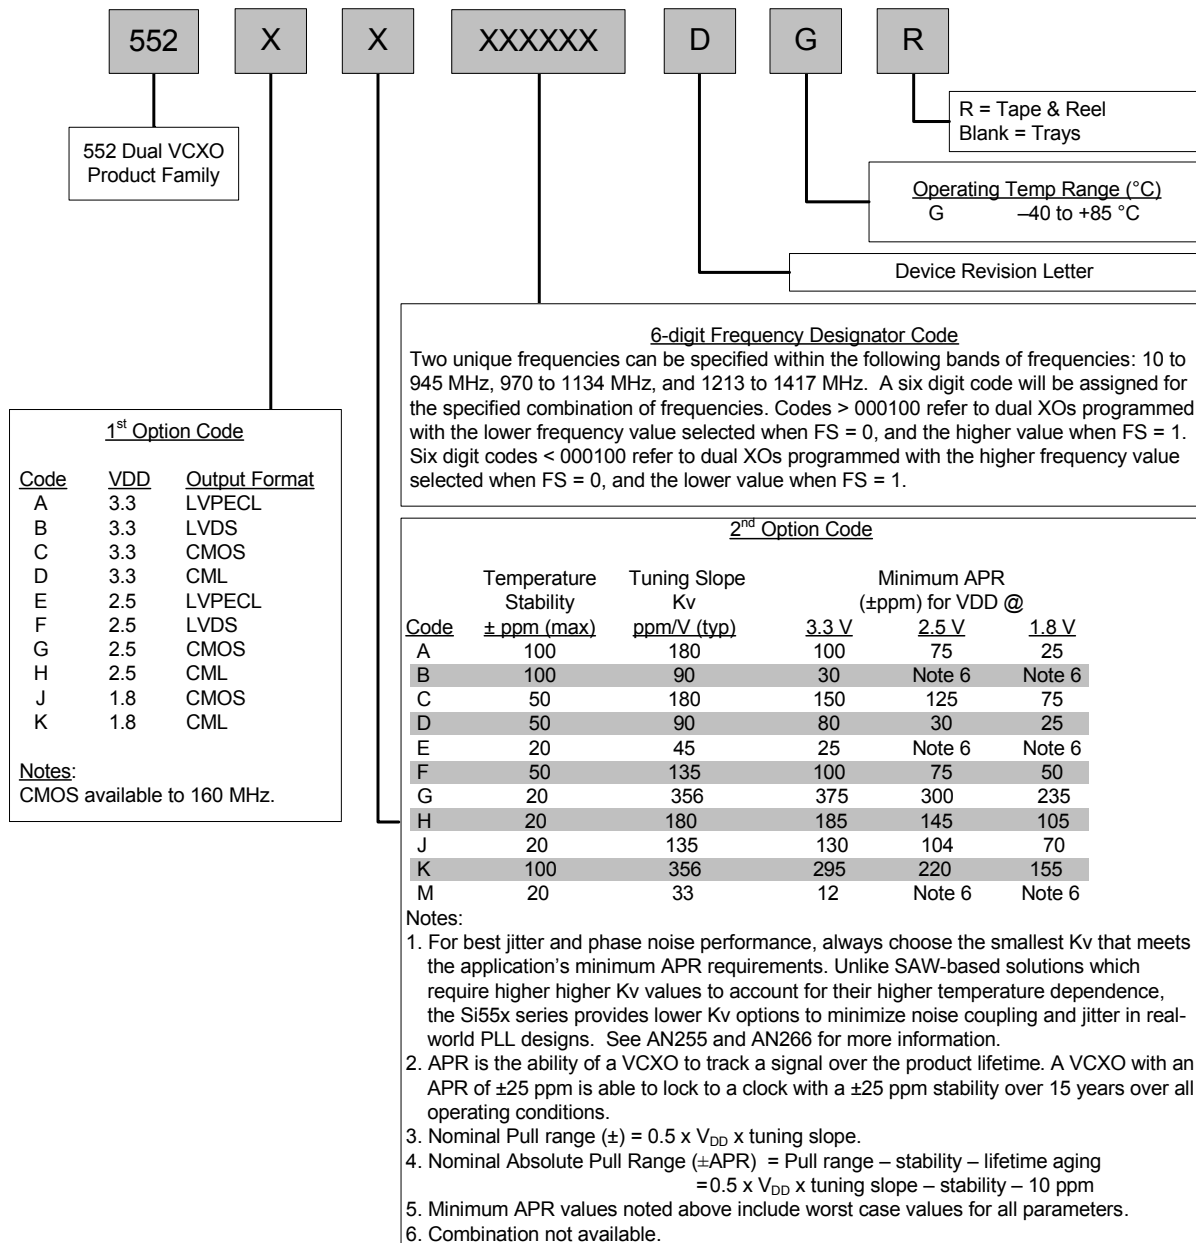 552 X X XXXXXX D G R
R = Tape & Reel
Blank = Trays
552 Dual VCXO
Product Family
Operating Temp Range (°C)
G –40 to +85 °C
Device Revision Letter
6-digit Frequency Designator Code
Two unique frequencies can be specified within the following bands of frequencies: 10 to
945 MHz, 970 to 1134 MHz, and 1213 to 1417 MHz. A six digit code will be assigned for
the specified combination of frequencies. Codes > 000100 refer to dual XOs programmed
with the lower frequency value selected when FS = 0, and the higher value when FS = 1.
Six digit codes < 000100 refer to dual XOs programmed with the higher frequency value
selected when FS = 0, and the lower value when FS = 1.
1st Option Code
Code VDD Output Format
A 3.3 LVPECL
B 3.3 LVDS
C 3.3 CMOS
D 3.3 CML
E 2.5 LVPECL
F 2.5 LVDS
G 2.5 CMOS
H 2.5 CML
J 1.8 CMOS
K 1.8 CML
Notes:
CMOS available to 160 MHz.
2nd Option Code
Temperature Tuning Slope Minimum APR
Stability Kv (±ppm) for VDD @
Code ± ppm (max) ppm/V (typ) 3.3 V 2.5 V 1.8 V
A 100 180 100 75 25
B 100 90 30 Note 6 Note 6
C 50 180 150 125 75
D 50 90 80 30 25
E 20 45 25 Note 6 Note 6
F 50 135 100 75 50
G 20 356 375 300 235
H 20 180 185 145 105
J 20 135 130 104 70
K 100 356 295 220 155
M 20 33 12 Note 6 Note 6
Notes:
1. For best jitter and phase noise performance, always choose the smallest Kv that meets
the application's minimum APR requirements. Unlike SAW-based solutions which
require higher higher Kv values to account for their higher temperature dependence,
the Si55x series provides lower Kv options to minimize noise coupling and jitter in real-
world PLL designs. See AN255 and AN266 for more information.
2. APR is the ability of a VCXO to track a signal over the product lifetime. A VCXO with an
APR of ±25 ppm is able to lock to a clock with a ±25 ppm stability over 15 years over all
operating conditions.
3. Nominal Pull range (±) = 0.5 x VDD x tuning slope.
4. Nominal Absolute Pull Range (±APR) = Pull range – stability – lifetime aging
= 0.5 x VDD x tuning slope – stability – 10 ppm
5. Minimum APR values noted above include worst case values for all parameters.
6. Combination not available.